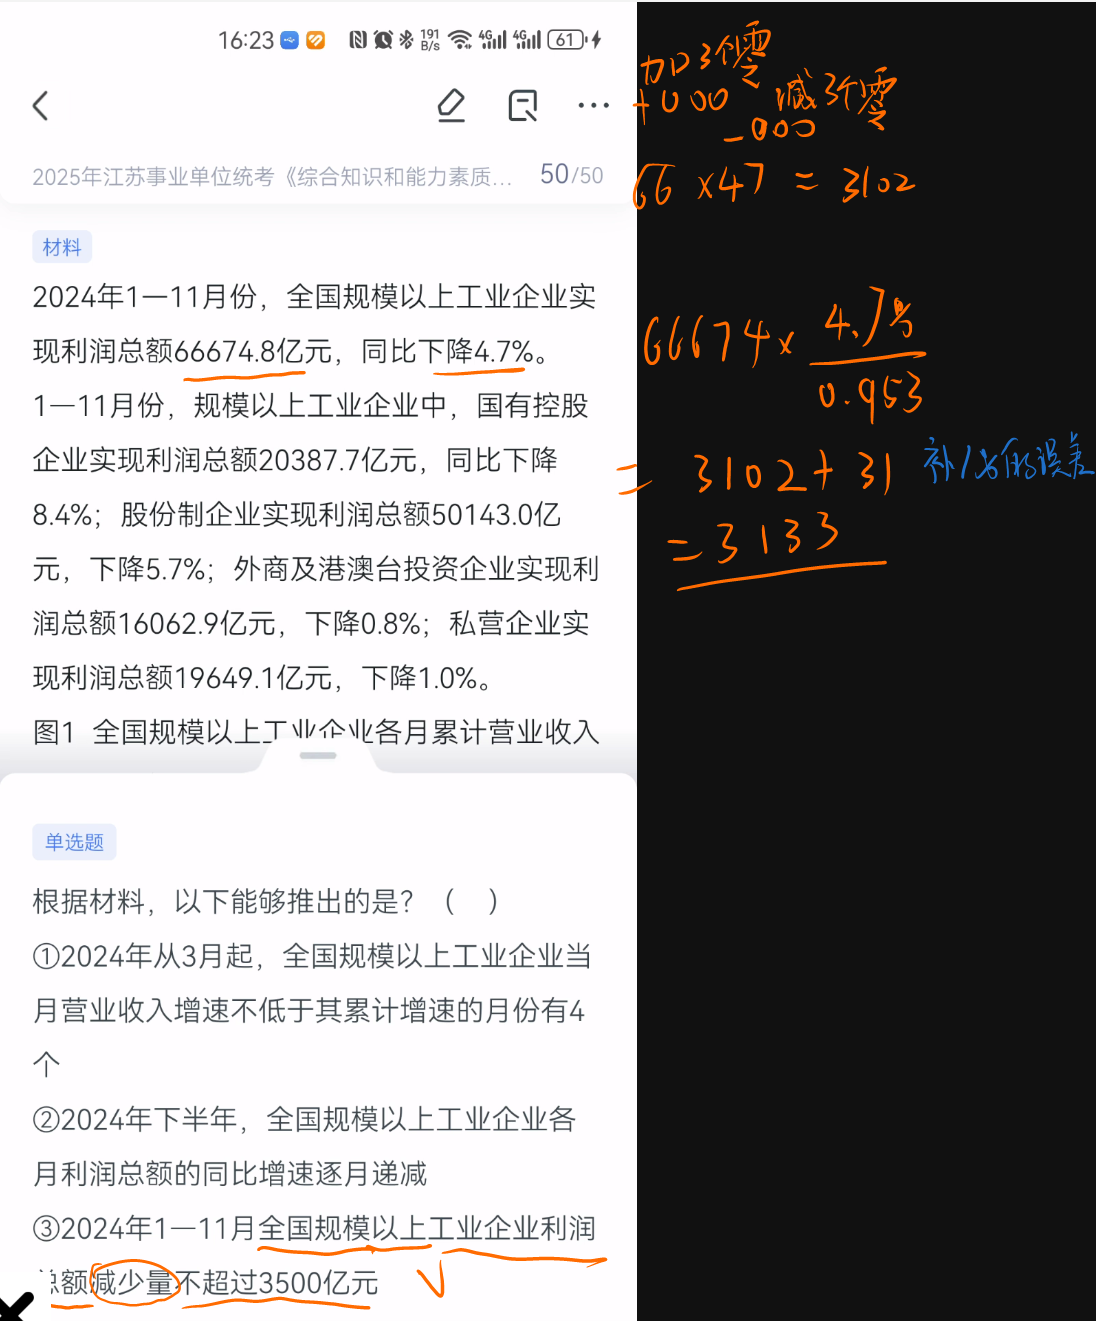 16:23 191 B/s 4G 4G 61
2025年江苏事业单位统考《综合知识和能力素质... 50/50
材料
2024年1—11月份，全国规模以上工业企业实
现利润总额66674.8亿元，同比下降4.7%。
1—11月份，规模以上工业企业中，国有控股
企业实现利润总额20387.7亿元，同比下降
8.4%；股份制企业实现利润总额50143.0亿
元，下降5.7%；外商及港澳台投资企业实现利
润总额16062.9亿元，下降0.8%；私营企业实
现利润总额19649.1亿元，下降1.0%。
图1 全国规模以上工业企业各月累计营业收入
单选题
根据材料，以下能够推出的是？（ ）
①2024年从3月起，全国规模以上工业企业当
月营业收入增速不低于其累计增速的月份有4
个
②2024年下半年，全国规模以上工业企业各
月利润总额的同比增速逐月递减
③2024年1—11月全国规模以上工业企业利润
总额减少量不超过3500亿元
加3个零
+000 减3个零
-000
66×47=3102
66674×4.7%
0.953
=3102+31 补1%的误差
=3133